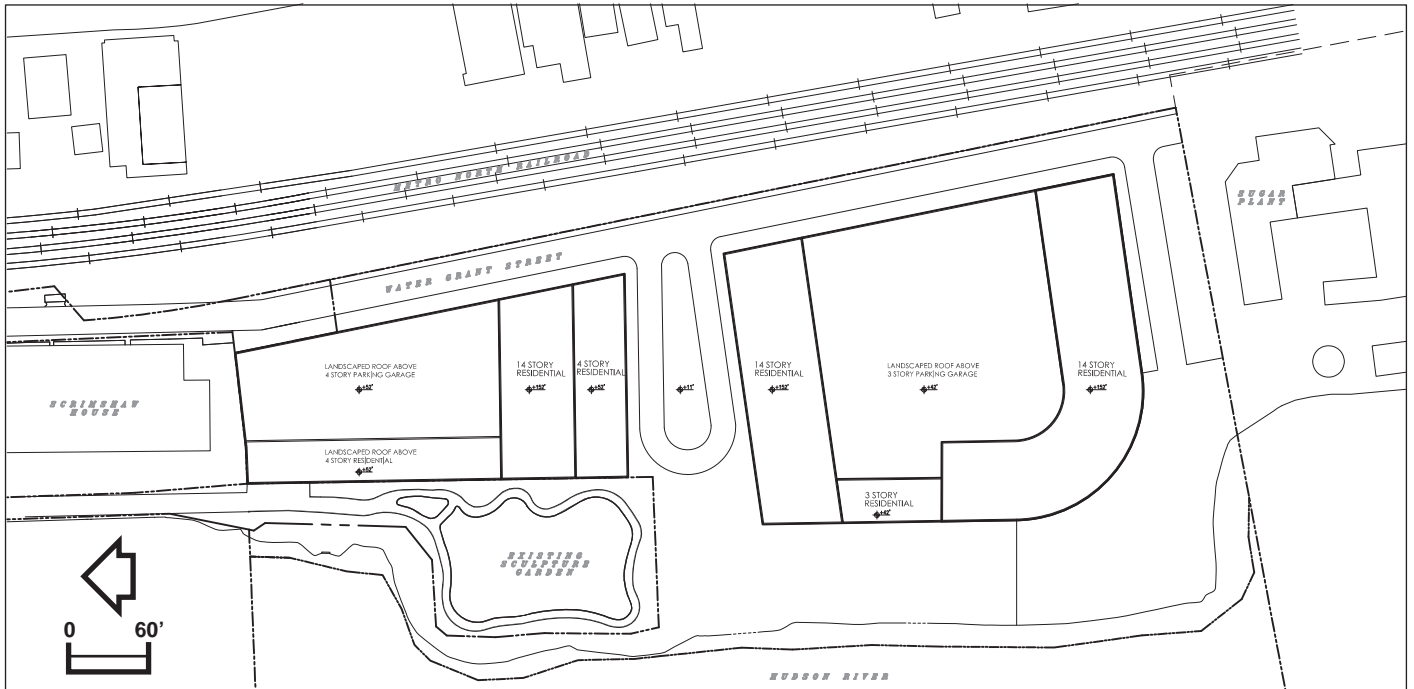 METRO NORTH RAILROAD
SUGAR
PLANT
WATER GRANT STREET
LANDSCAPED ROOF ABOVE
4 STORY PARKING GARAGE
+52'
14 STORY
RESIDENTIAL
+152'
4 STORY
RESIDENTIAL
+52'
+11'
14 STORY
RESIDENTIAL
+152'
LANDSCAPED ROOF ABOVE
3 STORY PARKING GARAGE
+42'
14 STORY
RESIDENTIAL
+152'
SCRIMSHAW
HOUSE
LANDSCAPED ROOF ABOVE
4 STORY RESIDENTIAL
+52'
3 STORY
RESIDENTIAL
+42'
EXISTING
SCULPTURE
GARDEN
0 60'
HUDSON RIVER